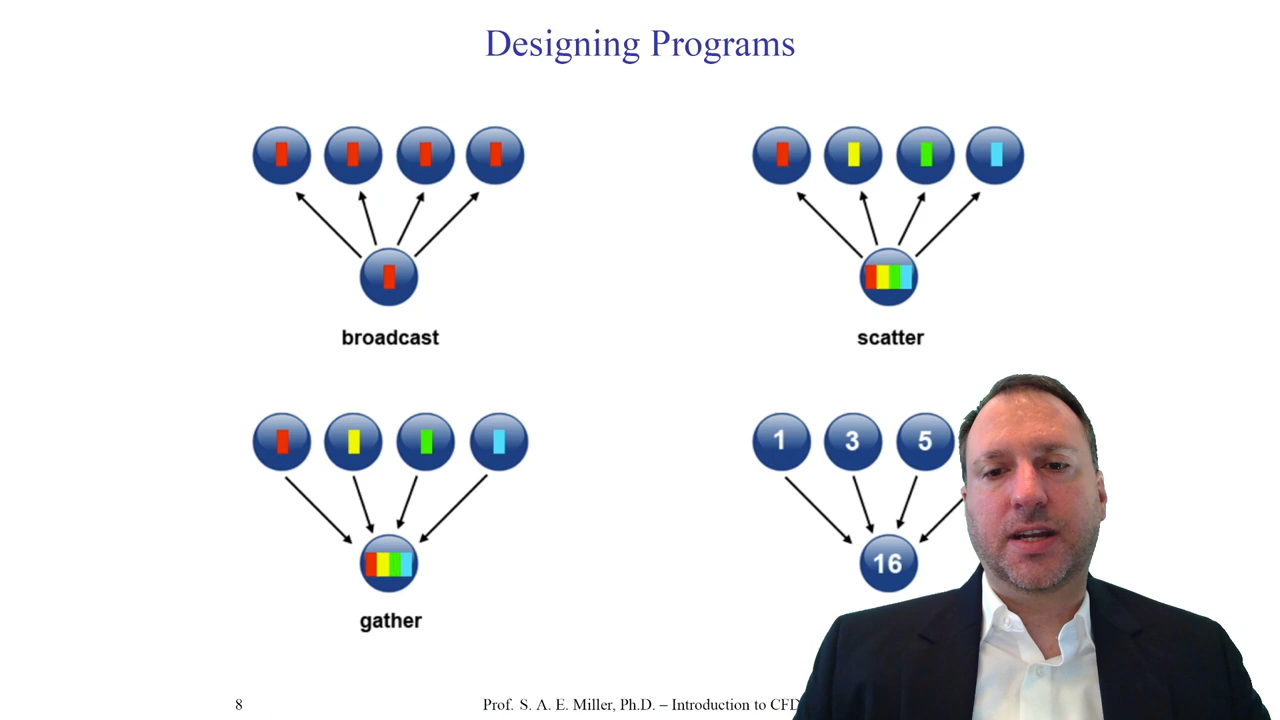 Designing Programs
broadcast
scatter
1 3 5
16
gather
8 Prof. S. A. E. Miller, Ph.D. – Introduction to CFD